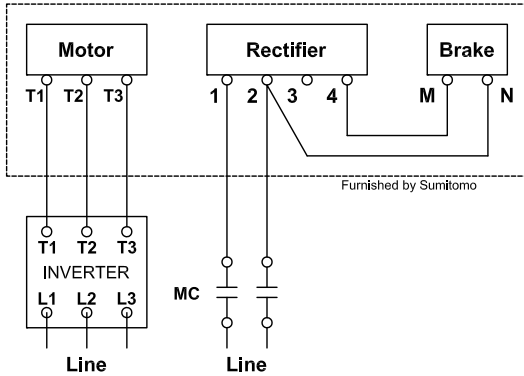 Motor Rectifier Brake
T1 T2 T3 1 2 3 4 M N
Furnished by Sumitomo
T1 T2 T3
INVERTER
L1 L2 L3 MC
Line Line